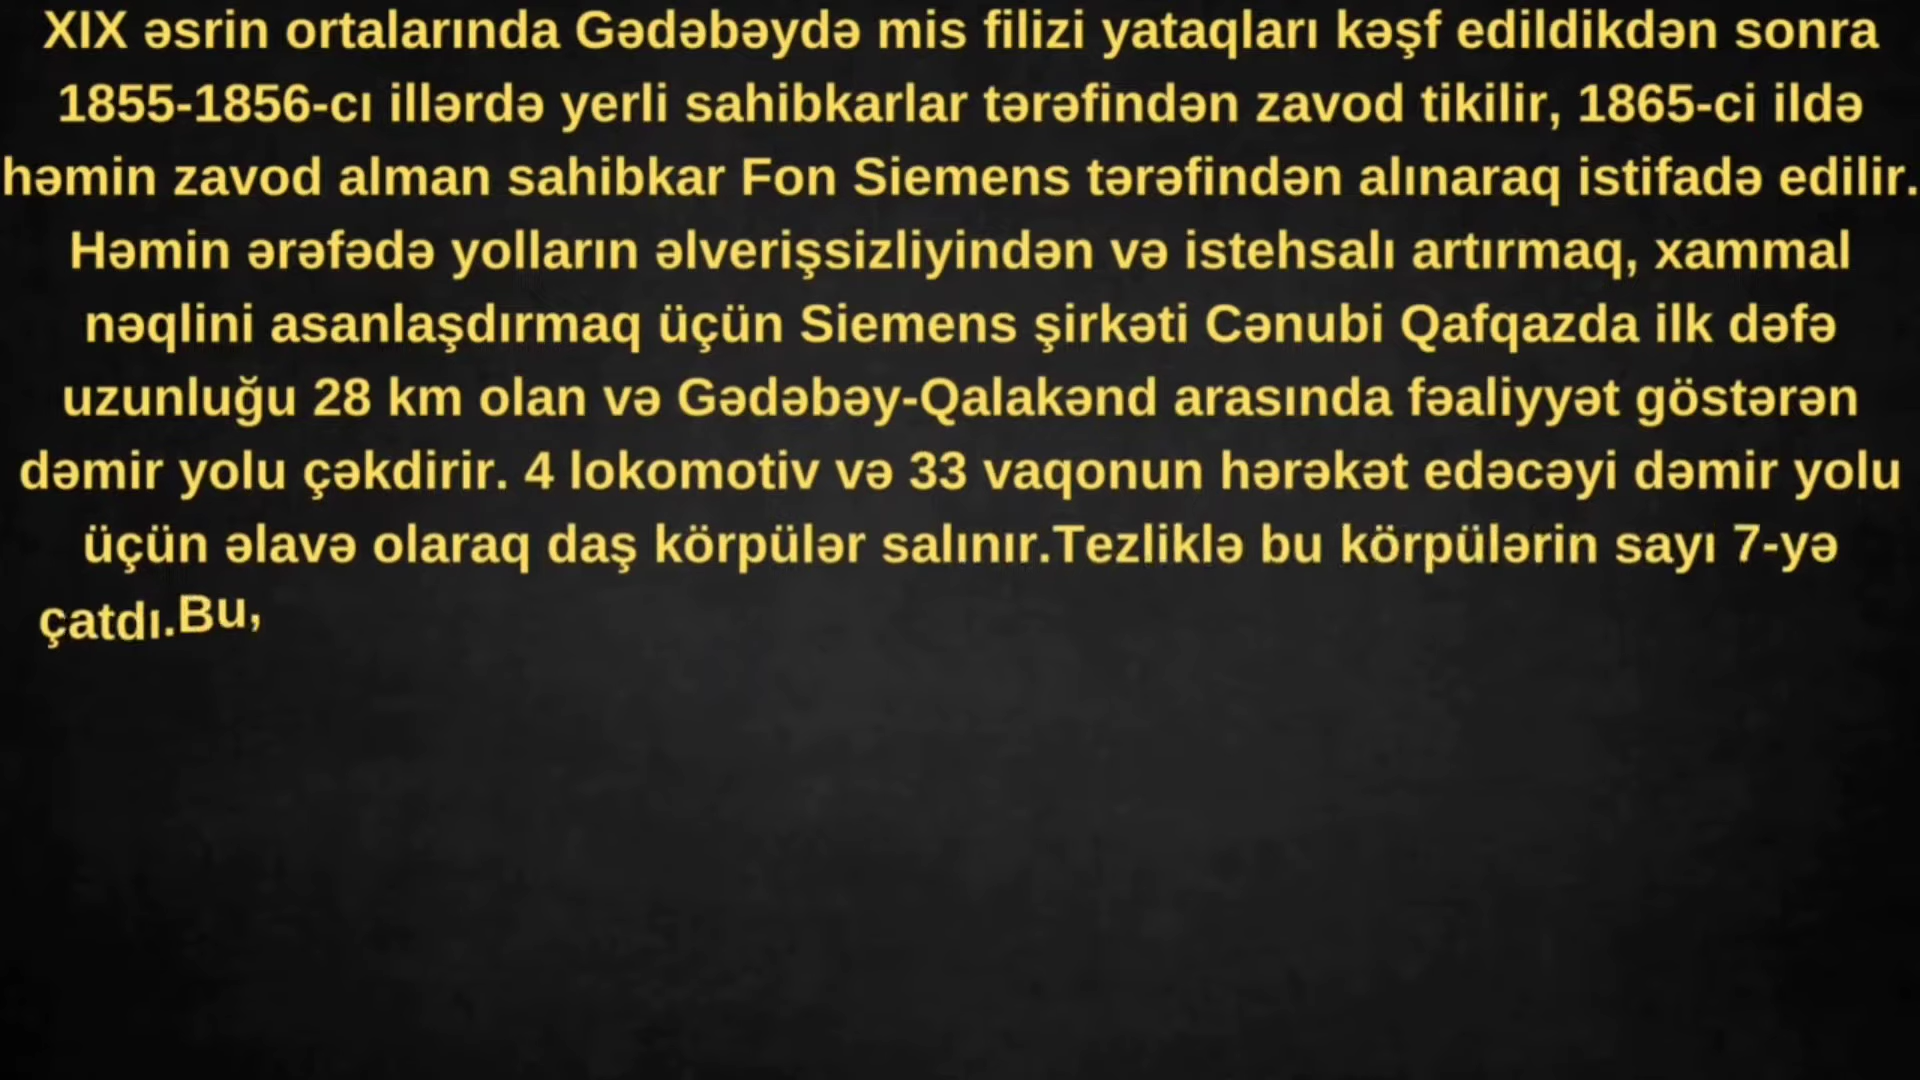 XIX əsrin ortalarında Gədəbəydə mis filizi yataqları kəşf edildikdən sonra
1855-1856-cı illərdə yerli sahibkarlar tərəfindən zavod tikilir, 1865-ci ildə
həmin zavod alman sahibkar Fon Siemens tərəfindən alınaraq istifadə edilir.
Həmin ərəfədə yolların əlverişsizliyindən və istehsalı artırmaq, xammal
nəqlini asanlaşdırmaq üçün Siemens şirkəti Cənubi Qafqazda ilk dəfə
uzunluğu 28 km olan və Gədəbəy-Qalakənd arasında fəaliyyət göstərən
dəmir yolu çəkdirir. 4 lokomotiv və 33 vaqonun hərəkət edəcəyi dəmir yolu
üçün əlavə olaraq daş körpülər salınır.Tezliklə bu körpülərin sayı 7-yə
çatdı.Bu,